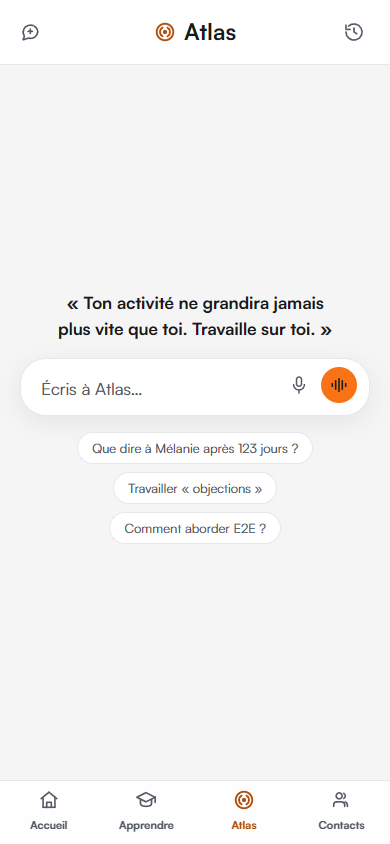 Atlas
« Ton activité ne grandira jamais
plus vite que toi. Travaille sur toi. »
Écris à Atlas...
Que dire à Mélanie après 123 jours ?
Travailler « objections »
Comment aborder E2E ?
Accueil
Apprendre
Atlas
Contacts